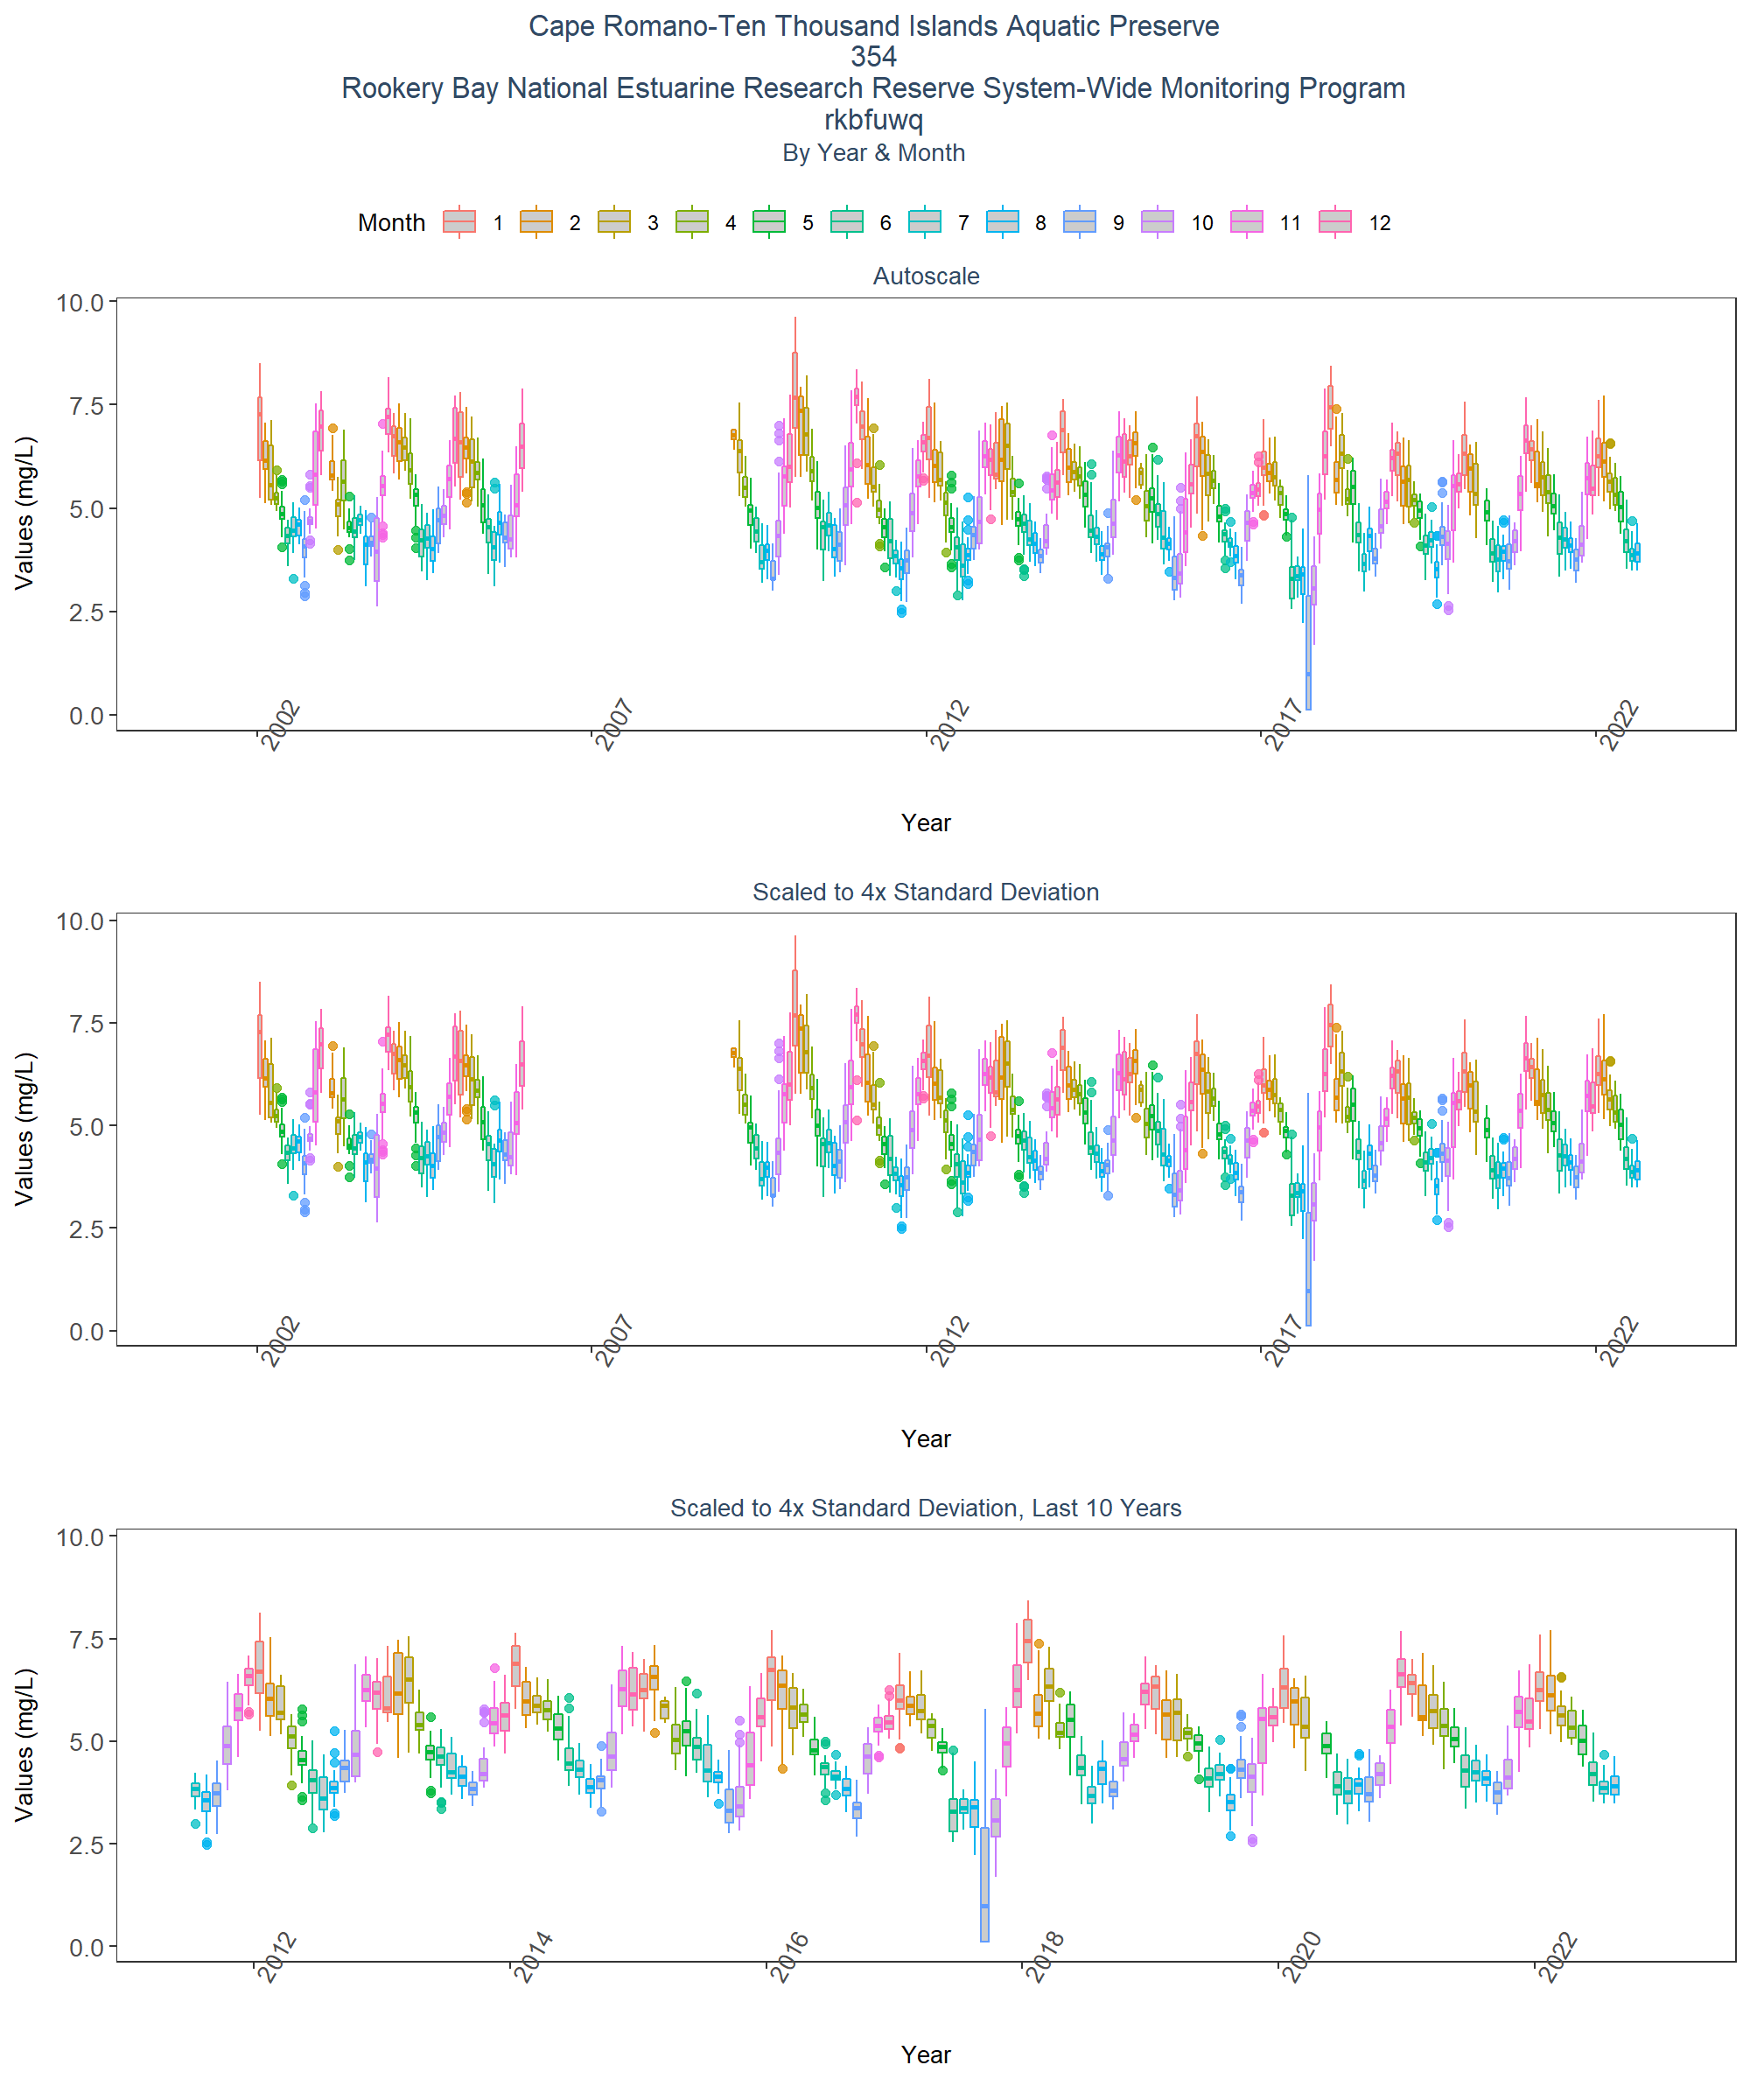 Cape Romano-Ten Thousand Islands Aquatic Preserve
354
Rookery Bay National Estuarine Research Reserve System-Wide Monitoring Program
rkbfuwq
By Year & Month
Month 1 2 3 4 5 6 7 8 9 10 11 12
Autoscale
Values (mg/L)
10.0
7.5
5.0
2.5
0.0
2002 2007 2012 2017 2022
Year
Scaled to 4x Standard Deviation
Values (mg/L)
10.0
7.5
5.0
2.5
0.0
2002 2007 2012 2017 2022
Year
Scaled to 4x Standard Deviation, Last 10 Years
Values (mg/L)
10.0
7.5
5.0
2.5
0.0
2012 2014 2016 2018 2020 2022
Year